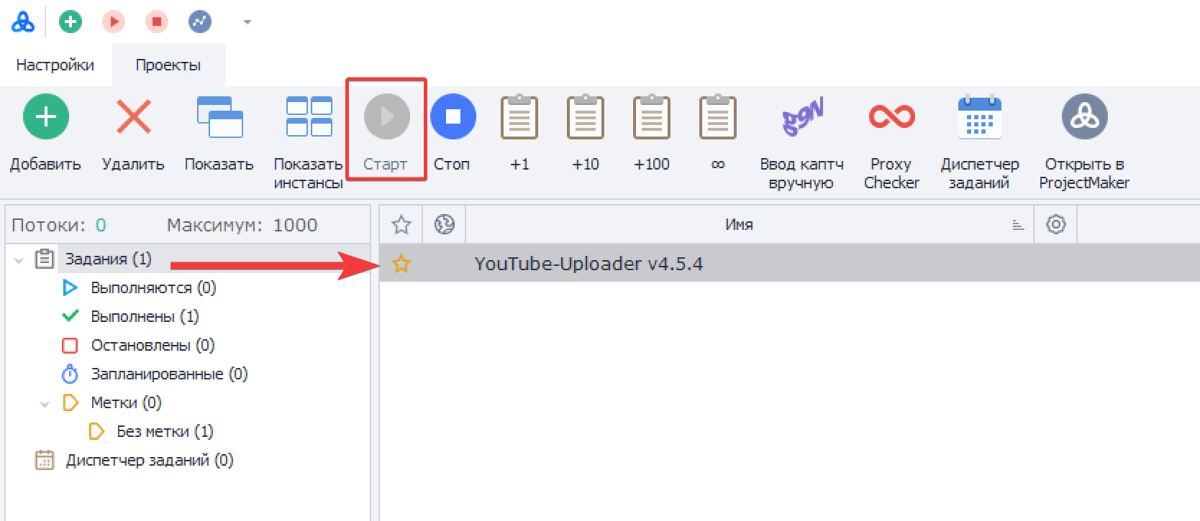 Настройки
Проекты
Добавить
Удалить
Показать
Показать
инстансы
Старт
Стоп
+1
+10
+100
∞
Ввод каптч
вручную
Proxy
Checker
Диспетчер
заданий
Открыть в
ProjectMaker
Потоки: 0
Максимум: 1000
Имя
Задания (1)
YouTube-Uploader v4.5.4
Выполняются (0)
Выполнены (1)
Остановлены (0)
Запланированные (0)
Метки (0)
Без метки (1)
Диспетчер заданий (0)